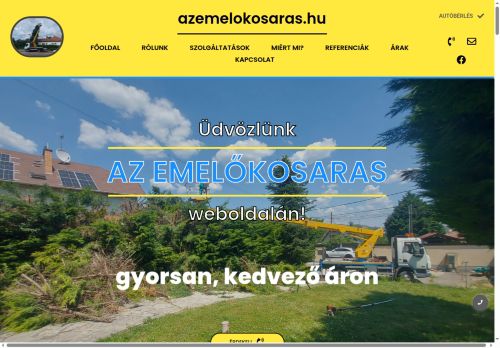 azemelokosaras.hu
AUTÓBÉRLÉS
FŐOLDAL RÓLUNK SZOLGÁLTATÁSOK MIÉRT MI? REFERENCIÁK ÁRAK
KAPCSOLAT
Üdvözlünk
AZ EMELŐKOSARAS
weboldalán!
gyorsan, kedvező áron